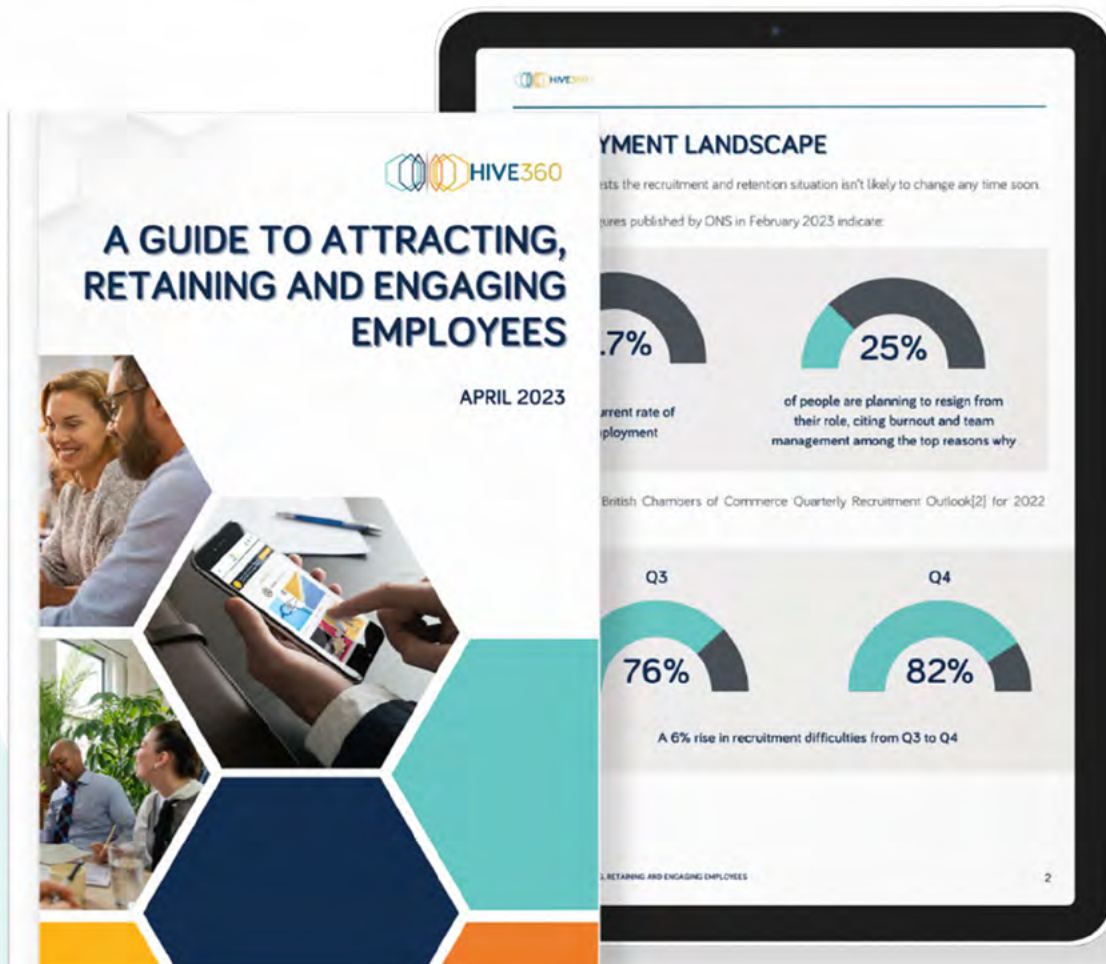 HIVE360
A GUIDE TO ATTRACTING,
RETAINING AND ENGAGING
EMPLOYEES
APRIL 2023
HIVE360
YMENT LANDSCAPE
sts the recruitment and retention situation isn't likely to change any time soon.
ures published by ONS in February 2023 indicate:
.7%
25%
urrent rate of
ployment
of people are planning to resign from
their role, citing burnout and team
management among the top reasons why
British Chambers of Commerce Quarterly Recruitment Outlook[2] for 2022
Q3
Q4
76%
82%
A 6% rise in recruitment difficulties from Q3 to Q4
, RETAINING AND ENGAGING EMPLOYEES
2